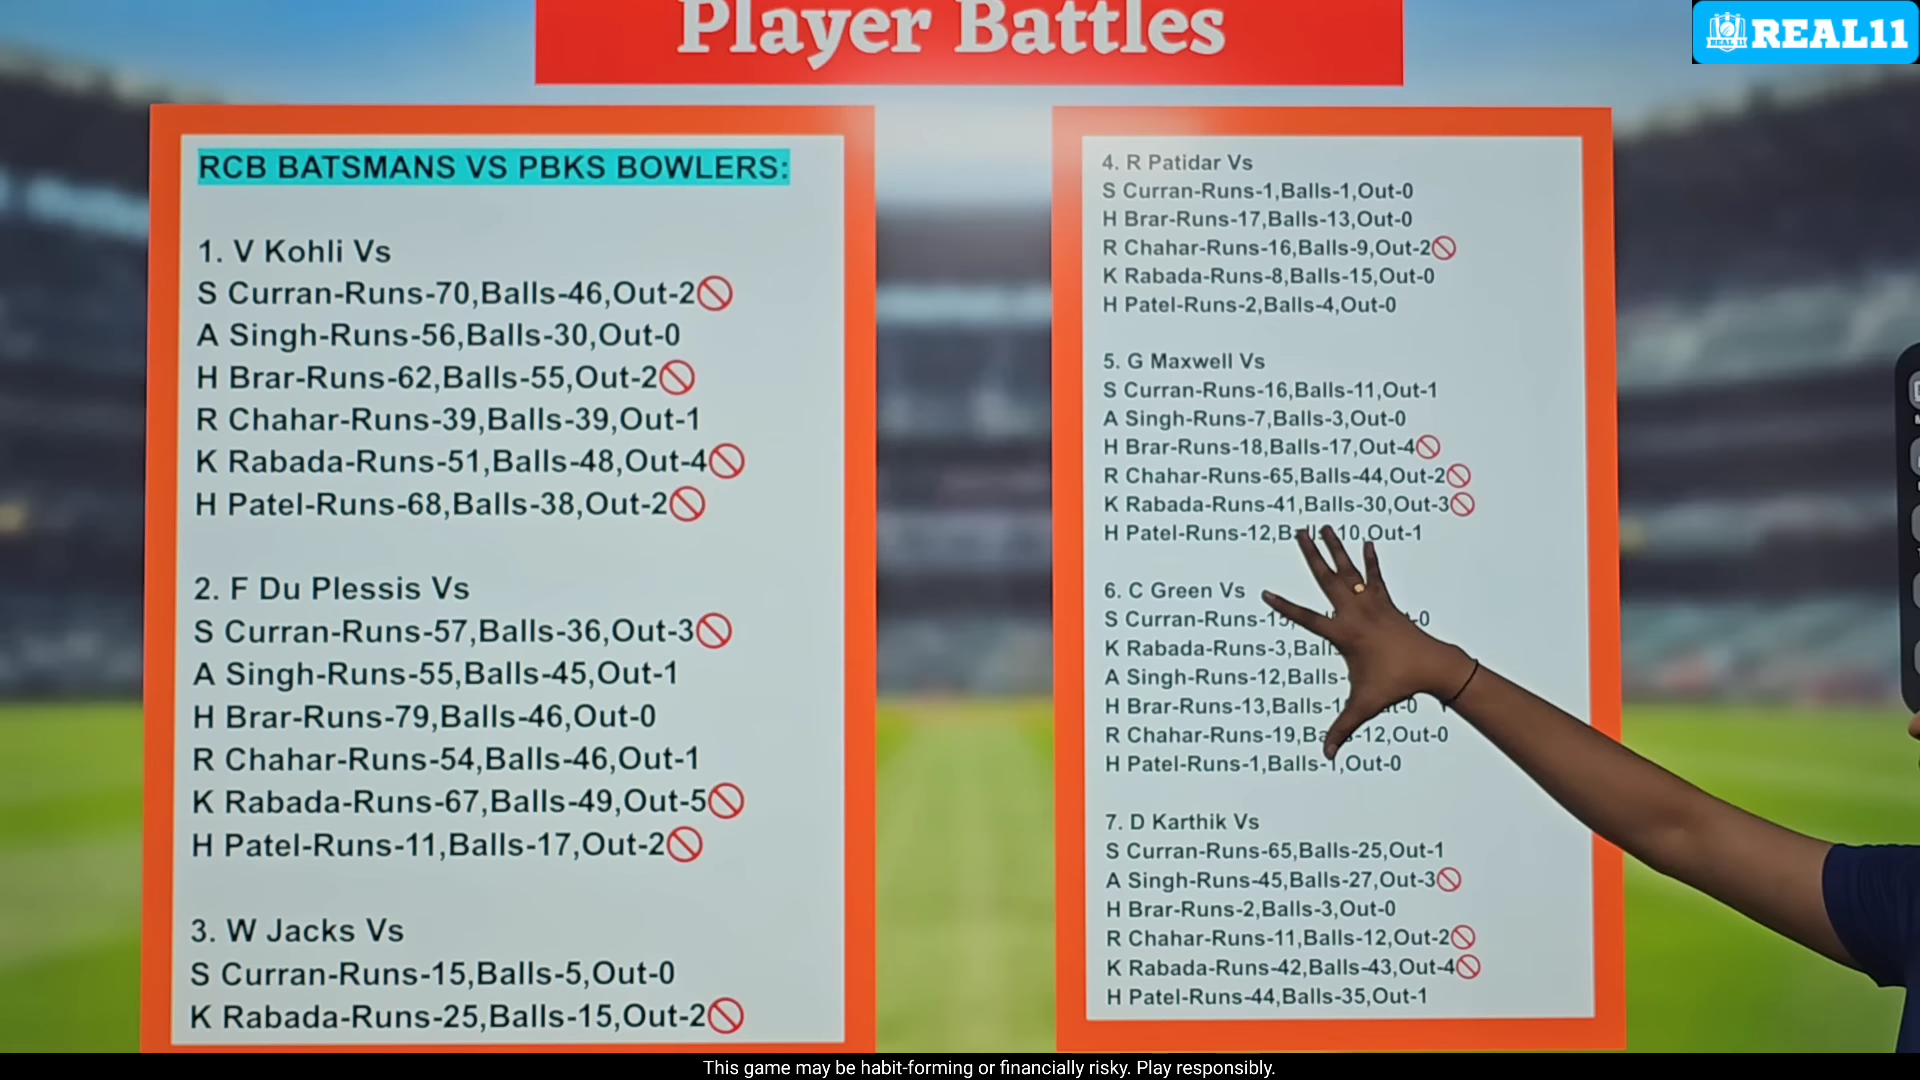 Player Battles
REAL11
REAL 11
RCB BATSMANS VS PBKS BOWLERS:
1. V Kohli Vs
S Curran-Runs-70,Balls-46,Out-2
A Singh-Runs-56,Balls-30,Out-0
H Brar-Runs-62,Balls-55,Out-2
R Chahar-Runs-39,Balls-39,Out-1
K Rabada-Runs-51,Balls-48,Out-4
H Patel-Runs-68,Balls-38,Out-2
2. F Du Plessis Vs
S Curran-Runs-57,Balls-36,Out-3
A Singh-Runs-55,Balls-45,Out-1
H Brar-Runs-79,Balls-46,Out-0
R Chahar-Runs-54,Balls-46,Out-1
K Rabada-Runs-67,Balls-49,Out-5
H Patel-Runs-11,Balls-17,Out-2
3. W Jacks Vs
S Curran-Runs-15,Balls-5,Out-0
K Rabada-Runs-25,Balls-15,Out-2
4. R Patidar Vs
S Curran-Runs-1,Balls-1,Out-0
H Brar-Runs-17,Balls-13,Out-0
R Chahar-Runs-16,Balls-9,Out-2
K Rabada-Runs-8,Balls-15,Out-0
H Patel-Runs-2,Balls-4,Out-0
5. G Maxwell Vs
S Curran-Runs-16,Balls-11,Out-1
A Singh-Runs-7,Balls-3,Out-0
H Brar-Runs-18,Balls-17,Out-4
R Chahar-Runs-65,Balls-44,Out-2
K Rabada-Runs-41,Balls-30,Out-3
H Patel-Runs-12,Balls-10,Out-1
6. C Green Vs
S Curran-Runs-
K Rabada-Runs-3,Balls
A Singh-Runs-12,Balls-
H Brar-Runs-13,Balls-
R Chahar-Runs-19,Balls-12,Out-0
H Patel-Runs-1,Balls-1,Out-0
7. D Karthik Vs
S Curran-Runs-65,Balls-25,Out-1
A Singh-Runs-45,Balls-27,Out-3
H Brar-Runs-2,Balls-3,Out-0
R Chahar-Runs-11,Balls-12,Out-2
K Rabada-Runs-42,Balls-43,Out-4
H Patel-Runs-44,Balls-35,Out-1
This game may be habit-forming or financially risky. Play responsibly.